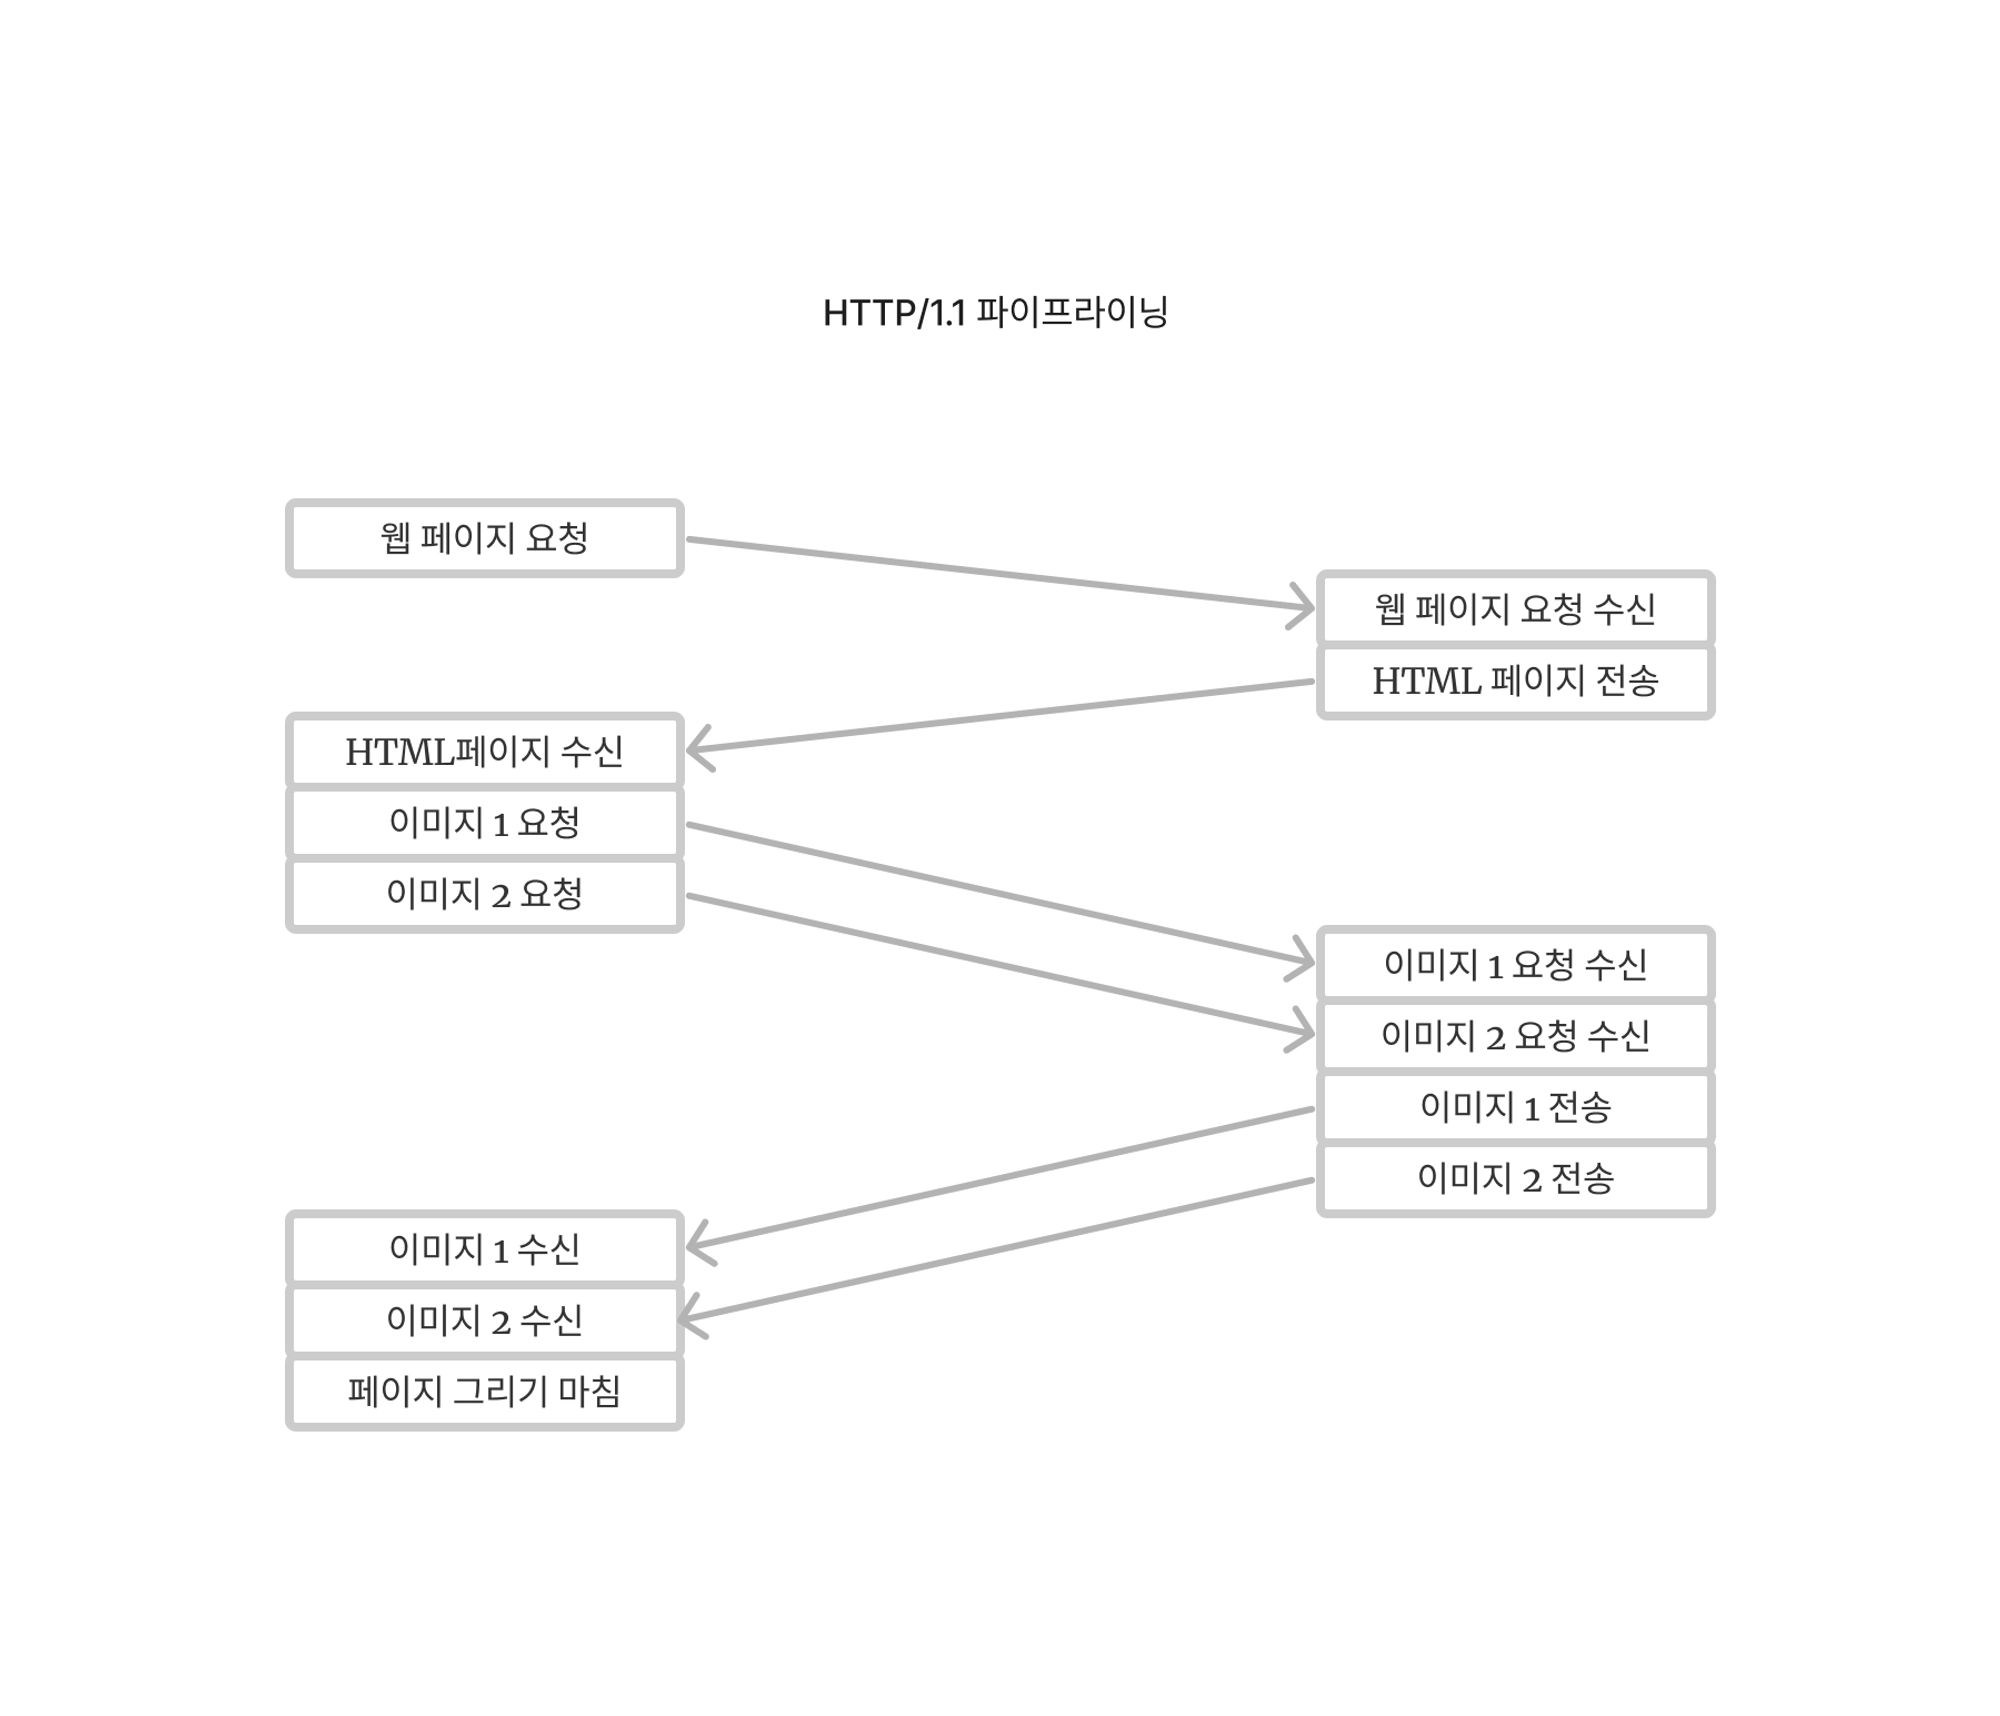 HTTP/1.1 파이프라이닝
웹 페이지 요청
웹 페이지 요청 수신
HTML 페이지 전송
HTML페이지 수신
이미지 1 요청
이미지 2 요청
이미지 1 요청 수신
이미지 2 요청 수신
이미지 1 전송
이미지 2 전송
이미지 1 수신
이미지 2 수신
페이지 그리기 마침